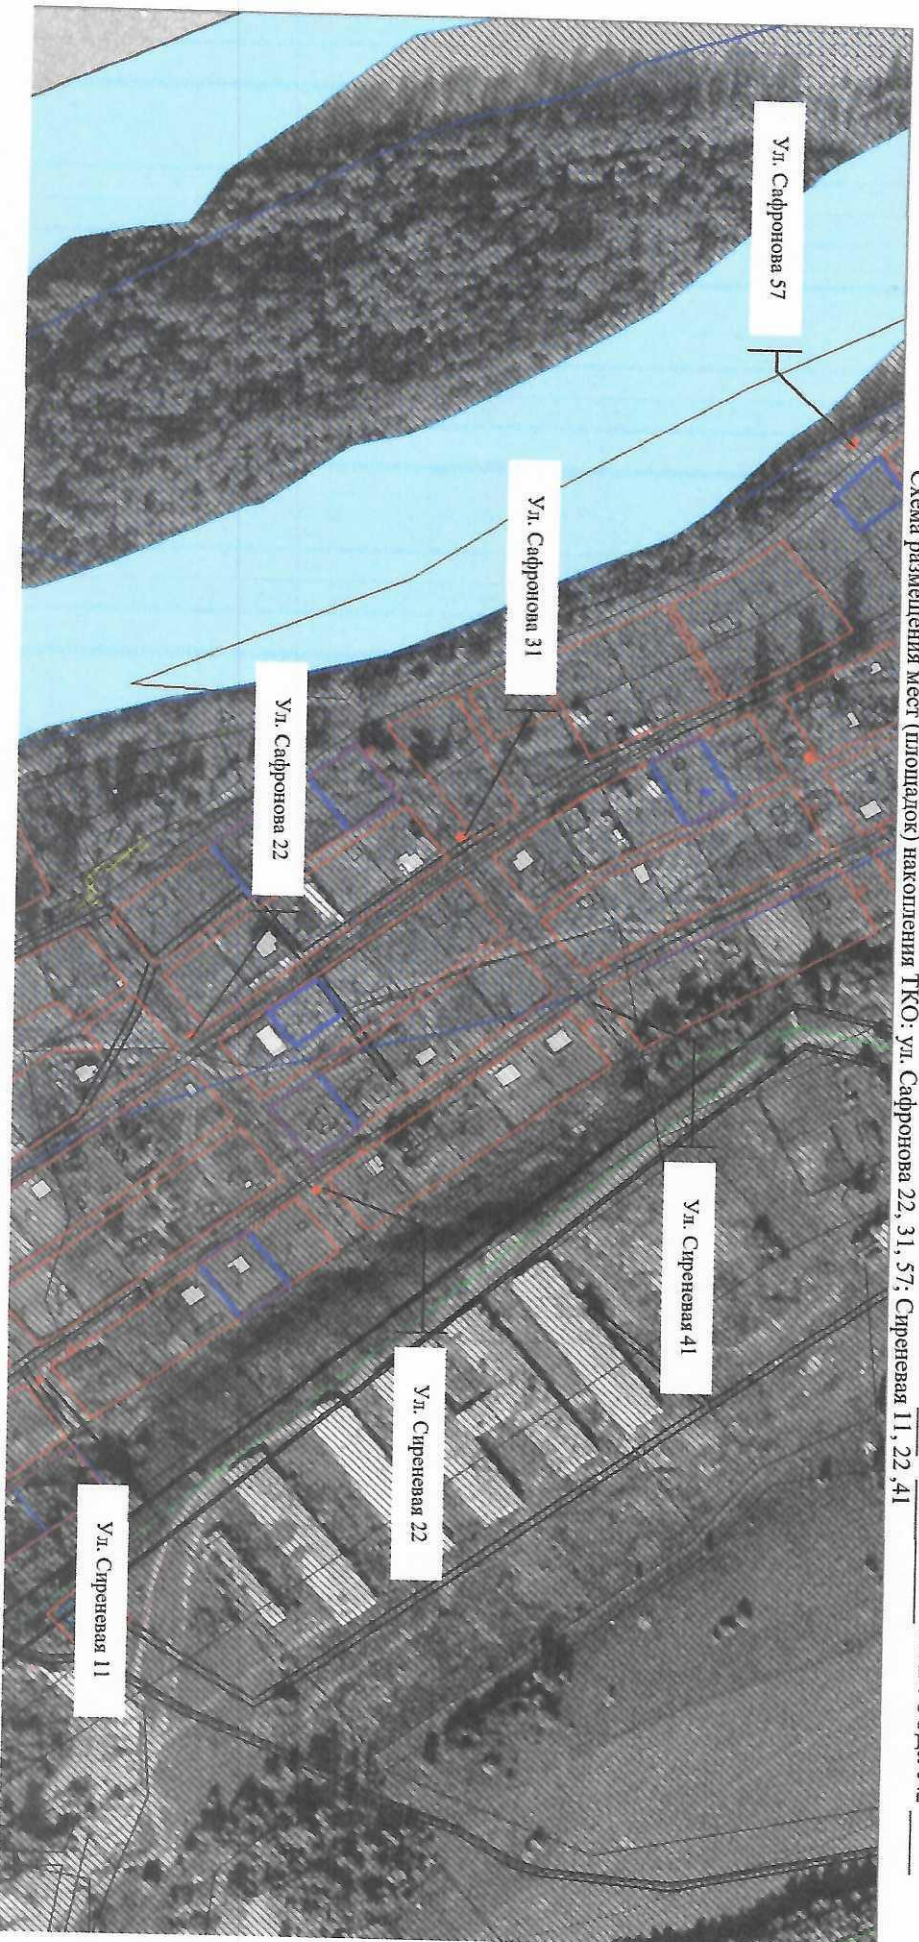 Схема размещения мест (площадок) накопления ТКО: ул. Сафронова 22, 31, 57; Сиреневая 11, 22 ,41
Ул. Сафронова 57
Ул. Сафронова 31
Ул. Сафронова 22
Ул. Сиреневая 41
Ул. Сиреневая 22
Ул. Сиреневая 11